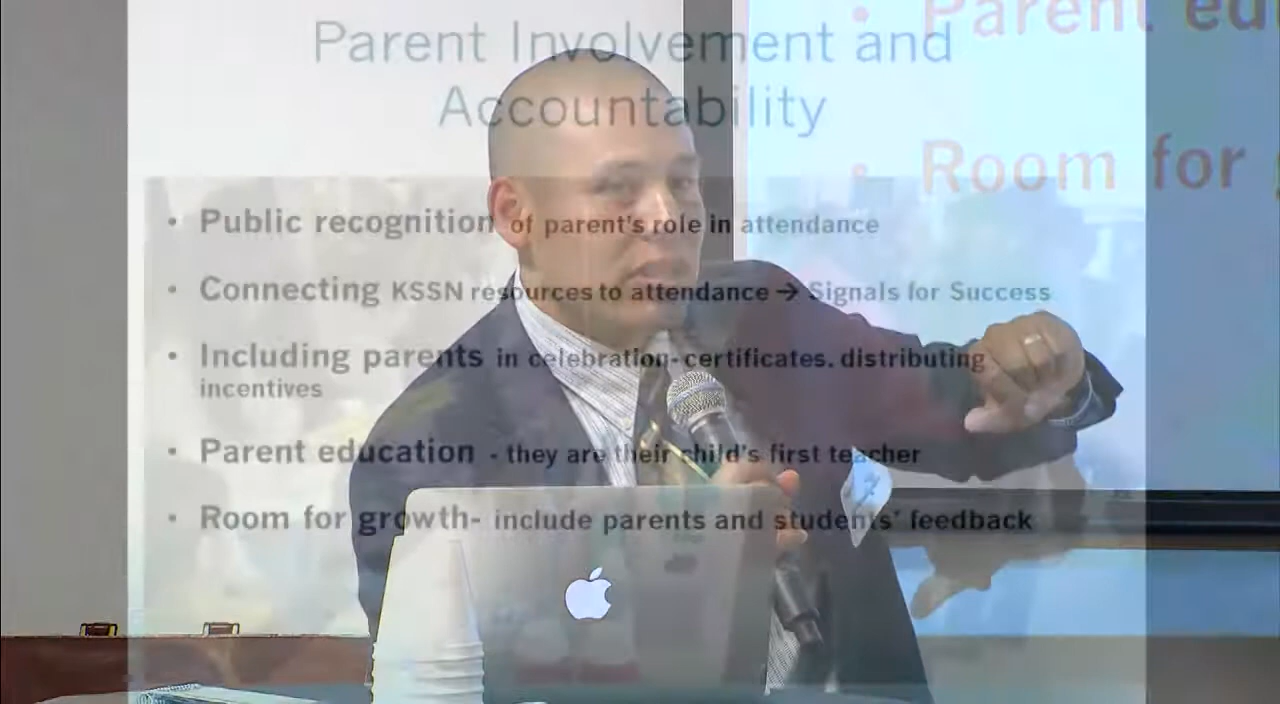 Parent Involvement and
Accountability
• Public recognition of parent's role in attendance
• Connecting KSSN resources to attendance → Signals for Success
• Including parents in celebration- certificates. distributing
incentives
• Parent education - they are their child's first teacher
• Room for growth- include parents and students' feedback
• Parent ed
• Room for